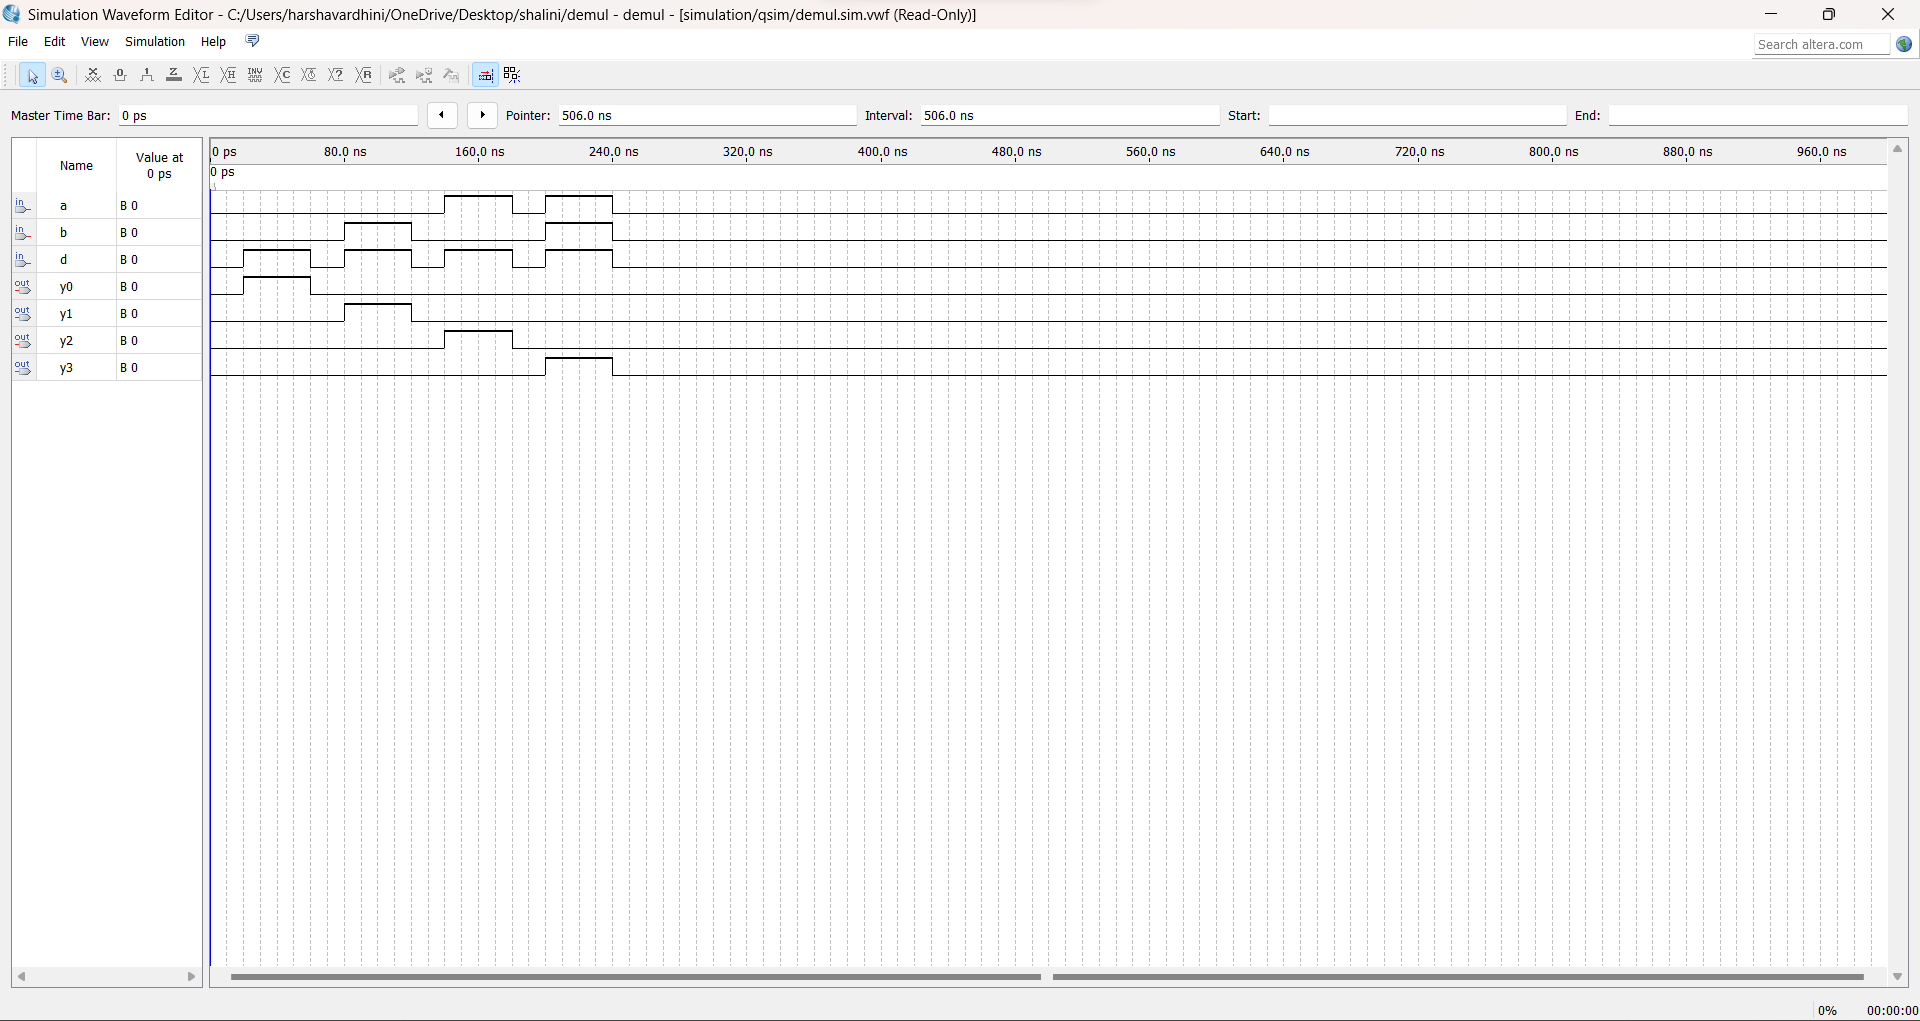 Simulation Waveform Editor - C:/Users/harshavardhini/OneDrive/Desktop/shalini/demul - demul - [simulation/qsim/demul.sim.vwf (Read-Only)]
File Edit View Simulation Help
Search altera.com
Master Time Bar: 0 ps Pointer: 506.0 ns Interval: 506.0 ns Start: End:
Name Value at 0 ps
0 ps 80.0 ns 160.0 ns 240.0 ns 320.0 ns 400.0 ns 480.0 ns 560.0 ns 640.0 ns 720.0 ns 800.0 ns 880.0 ns 960.0 ns
0 ps
in a B 0
in b B 0
in d B 0
out y0 B 0
out y1 B 0
out y2 B 0
out y3 B 0
0% 00:00:00